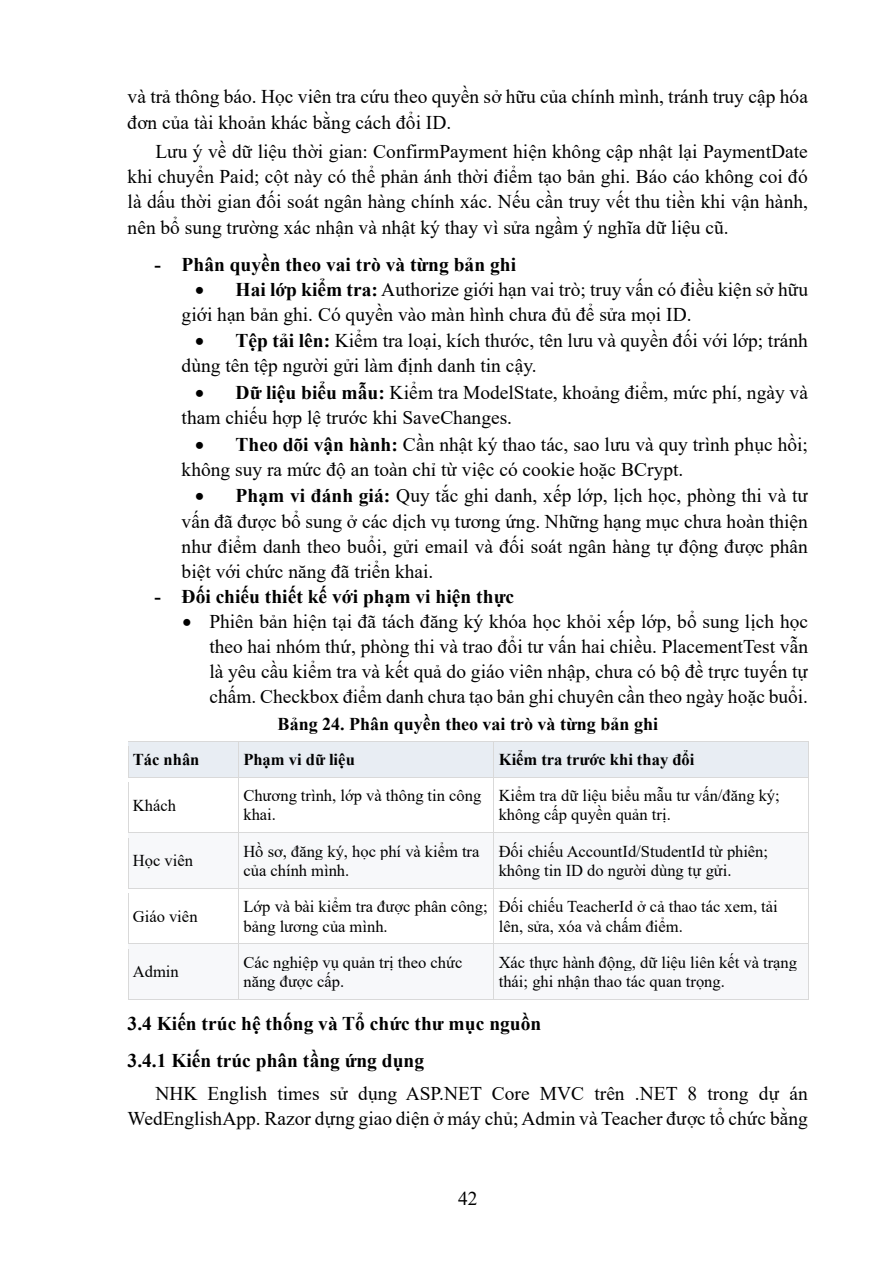 và trả thông báo. Học viên tra cứu theo quyền sở hữu của chính mình, tránh truy cập hóa
đơn của tài khoản khác bằng cách đổi ID.
Lưu ý về dữ liệu thời gian: ConfirmPayment hiện không cập nhật lại PaymentDate
khi chuyển Paid; cột này có thể phản ánh thời điểm tạo bản ghi. Báo cáo không coi đó
là dấu thời gian đối soát ngân hàng chính xác. Nếu cần truy vết thu tiền khi vận hành,
nên bổ sung trường xác nhận và nhật ký thay vì sửa ngầm ý nghĩa dữ liệu cũ.
- Phân quyền theo vai trò và từng bản ghi
• Hai lớp kiểm tra: Authorize giới hạn vai trò; truy vấn có điều kiện sở hữu
giới hạn bản ghi. Có quyền vào màn hình chưa đủ để sửa mọi ID.
• Tệp tải lên: Kiểm tra loại, kích thước, tên lưu và quyền đối với lớp; tránh
dùng tên tệp người gửi làm định danh tin cậy.
• Dữ liệu biểu mẫu: Kiểm tra ModelState, khoảng điểm, mức phí, ngày và
tham chiếu hợp lệ trước khi SaveChanges.
• Theo dõi vận hành: Cần nhật ký thao tác, sao lưu và quy trình phục hồi;
không suy ra mức độ an toàn chỉ từ việc có cookie hoặc BCrypt.
• Phạm vi đánh giá: Quy tắc ghi danh, xếp lớp, lịch học, phòng thi và tư
vấn đã được bổ sung ở các dịch vụ tương ứng. Những hạng mục chưa hoàn thiện
như điểm danh theo buổi, gửi email và đối soát ngân hàng tự động được phân
biệt với chức năng đã triển khai.
- Đối chiếu thiết kế với phạm vi hiện thực
• Phiên bản hiện tại đã tách đăng ký khóa học khỏi xếp lớp, bổ sung lịch học
theo hai nhóm thứ, phòng thi và trao đổi tư vấn hai chiều. PlacementTest vẫn
là yêu cầu kiểm tra và kết quả do giáo viên nhập, chưa có bộ đề trực tuyến tự
chấm. Checkbox điểm danh chưa tạo bản ghi chuyên cần theo ngày hoặc buổi.
Bảng 24. Phân quyền theo vai trò và từng bản ghi
Tác nhân Phạm vi dữ liệu Kiểm tra trước khi thay đổi
Khách Chương trình, lớp và thông tin công Kiểm tra dữ liệu biểu mẫu tư vấn/đăng ký;
khai. không cấp quyền quản trị.
Học viên Hồ sơ, đăng ký, học phí và kiểm tra Đối chiếu AccountId/StudentId từ phiên;
của chính mình. không tin ID do người dùng tự gửi.
Giáo viên Lớp và bài kiểm tra được phân công; Đối chiếu TeacherId ở cả thao tác xem, tải
bảng lương của mình. lên, sửa, xóa và chấm điểm.
Admin Các nghiệp vụ quản trị theo chức Xác thực hành động, dữ liệu liên kết và trạng
năng được cấp. thái; ghi nhận thao tác quan trọng.
3.4 Kiến trúc hệ thống và Tổ chức thư mục nguồn
3.4.1 Kiến trúc phân tầng ứng dụng
NHK English times sử dụng ASP.NET Core MVC trên .NET 8 trong dự án
WedEnglishApp. Razor dựng giao diện ở máy chủ; Admin và Teacher được tổ chức bằng
42